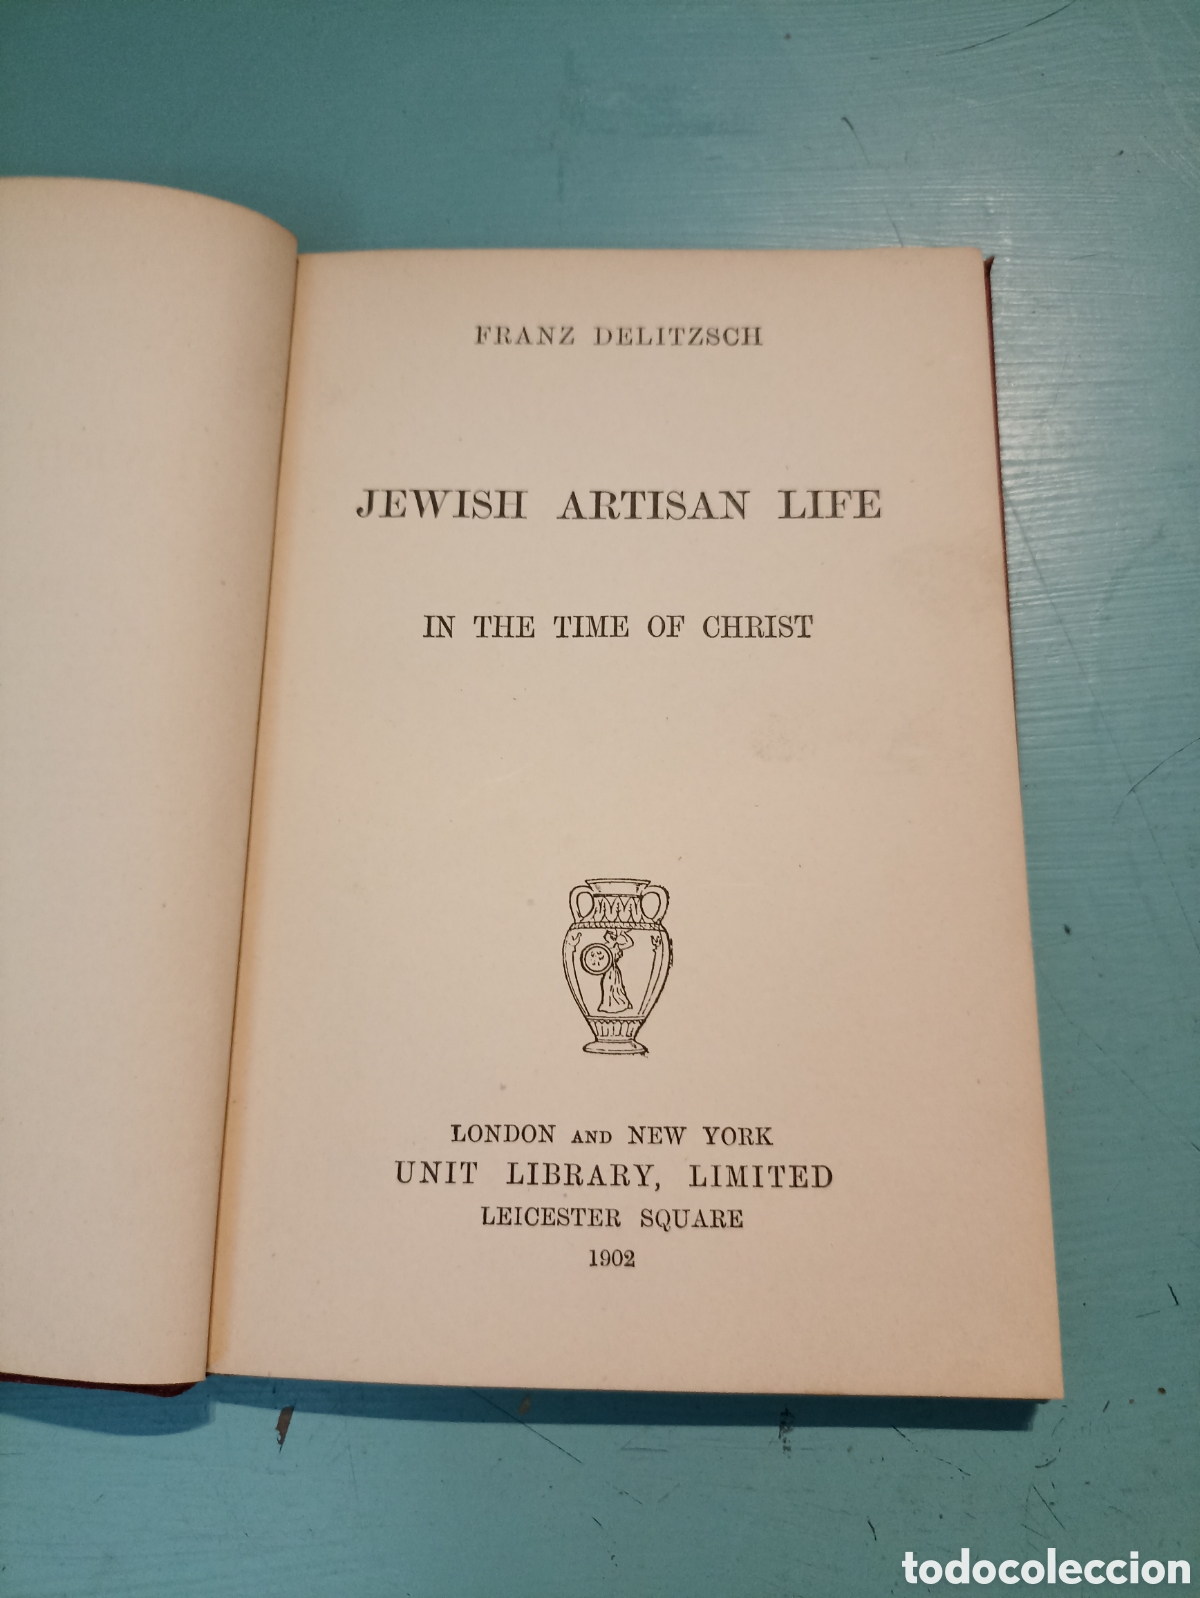 FRANZ DELITZSCH
JEWISH ARTISAN LIFE
IN THE TIME OF CHRIST
LONDON AND NEW YORK
UNIT LIBRARY, LIMITED
LEICESTER SQUARE
1902
todocoleccion